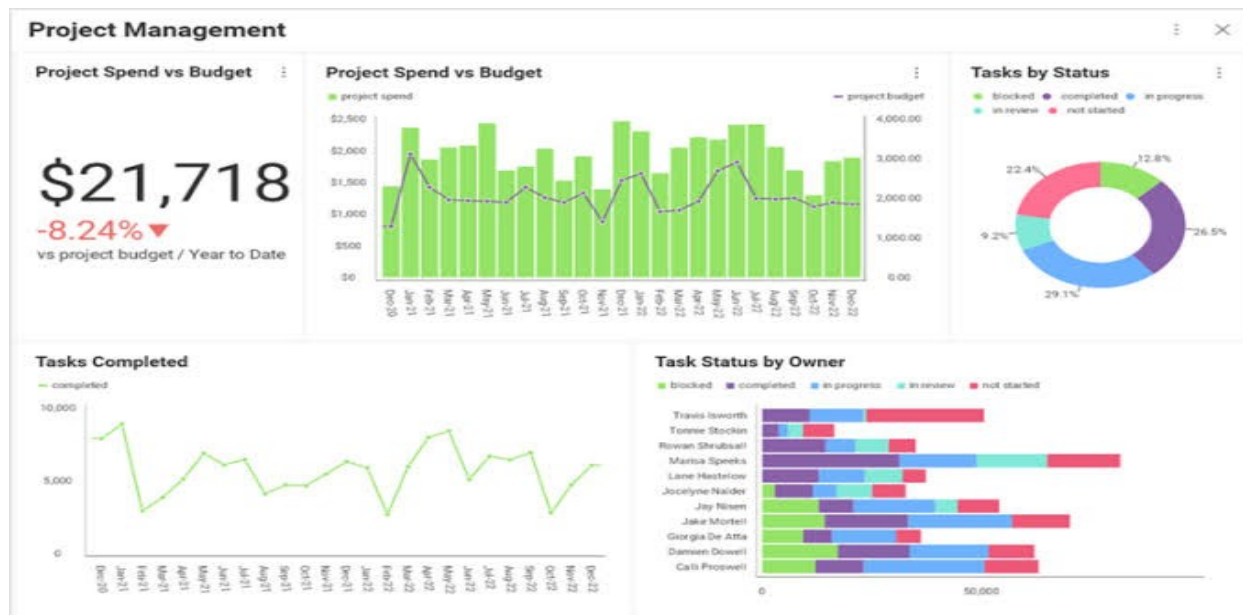 Project Management
Project Spend vs Budget
$21,718
-8.24%
vs project budget / Year to Date
Project Spend vs Budget
project spend
project budget
$2,500
$2,000
$1,500
$1,000
$500
$0
4,000.00
3,000.00
2,000.00
1,000.00
0.00
Dec-20 Jan-21 Feb-21 Mar-21 Apr-21 May-21 Jun-21 Jul-21 Aug-21 Sep-21 Oct-21 Nov-21 Dec-21 Jan-22 Feb-22 Mar-22 Apr-22 May-22 Jun-22 Jul-22 Aug-22 Sep-22 Oct-22 Nov-22 Dec-22
Tasks by Status
blocked completed in progress
in review not started
12.8%
22.4%
9.2%
26.5%
29.1%
Tasks Completed
completed
10,000
5,000
0
Dec-20 Jan-21 Feb-21 Mar-21 Apr-21 May-21 Jun-21 Jul-21 Aug-21 Sep-21 Oct-21 Nov-21 Dec-21 Jan-22 Feb-22 Mar-22 Apr-22 May-22 Jun-22 Jul-22 Aug-22 Sep-22 Oct-22 Nov-22 Dec-22
Task Status by Owner
blocked completed in progress in review not started
Travis Isworth
Tonnie Stockin
Rowan Shrubsall
Marisa Speeks
Lane Hastelow
Jocelyne Nalder
Jay Nisen
Jakie Mortell
Giorgia De Atta
Damien Dowell
Calli Proswell
0 50,000